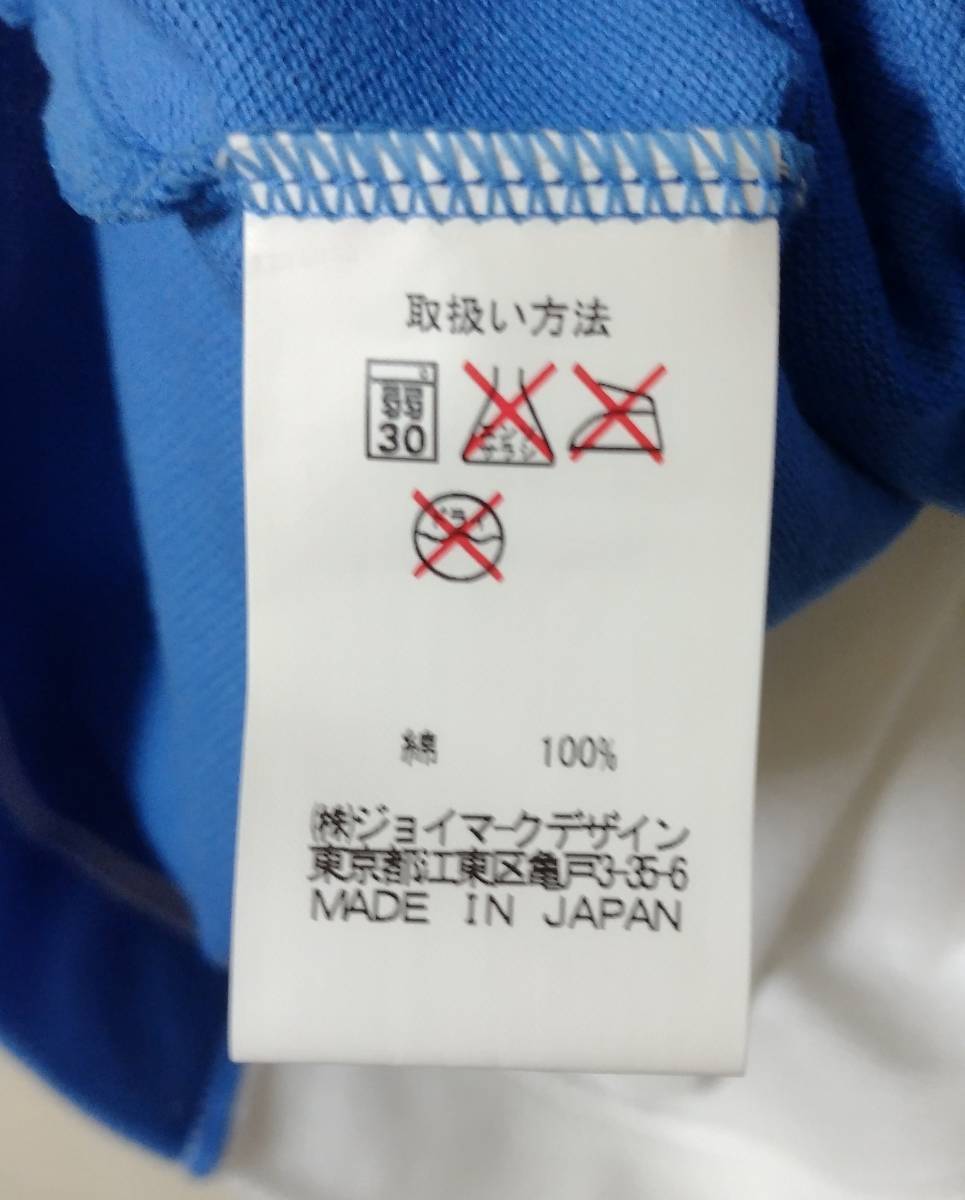 取扱い方法
弱
30
エンソ
サラシ
ドライ
綿 100%
㈱ジョイマークデザイン
東京都江東区亀戸3-35-6
MADE IN JAPAN